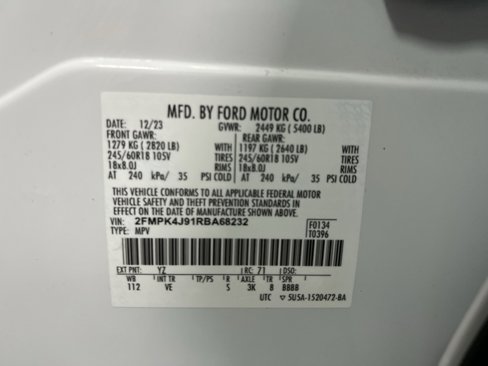 MFD. BY FORD MOTOR CO.
DATE: 12/23 GVWR: 2449 KG ( 5400 LB)
FRONT GAWR: REAR GAWR:
1279 KG ( 2820 LB) WITH 1197 KG ( 2640 LB) WITH
245/60R18 105V TIRES 245/60R18 105V TIRES
18x8.0J RIMS 18x8.0J RIMS
AT 240 kPa/ 35 PSI COLD AT 240 kPa/ 35 PSI COLD
THIS VEHICLE CONFORMS TO ALL APPLICABLE FEDERAL MOTOR
VEHICLE SAFETY AND THEFT PREVENTION STANDARDS IN
EFFECT ON THE DATE OF MANUFACTURE SHOWN ABOVE.
VIN: 2FMPK4J91RBA68232 F0134
TYPE: MPV T0396
EXT PNT: YZ RC: 71 DSO:
WB INT TR TP/PS R AXLE TR SPR
112 VE S 3K 8 BBBB
UTC ▽ 5U5A-1520472-BA